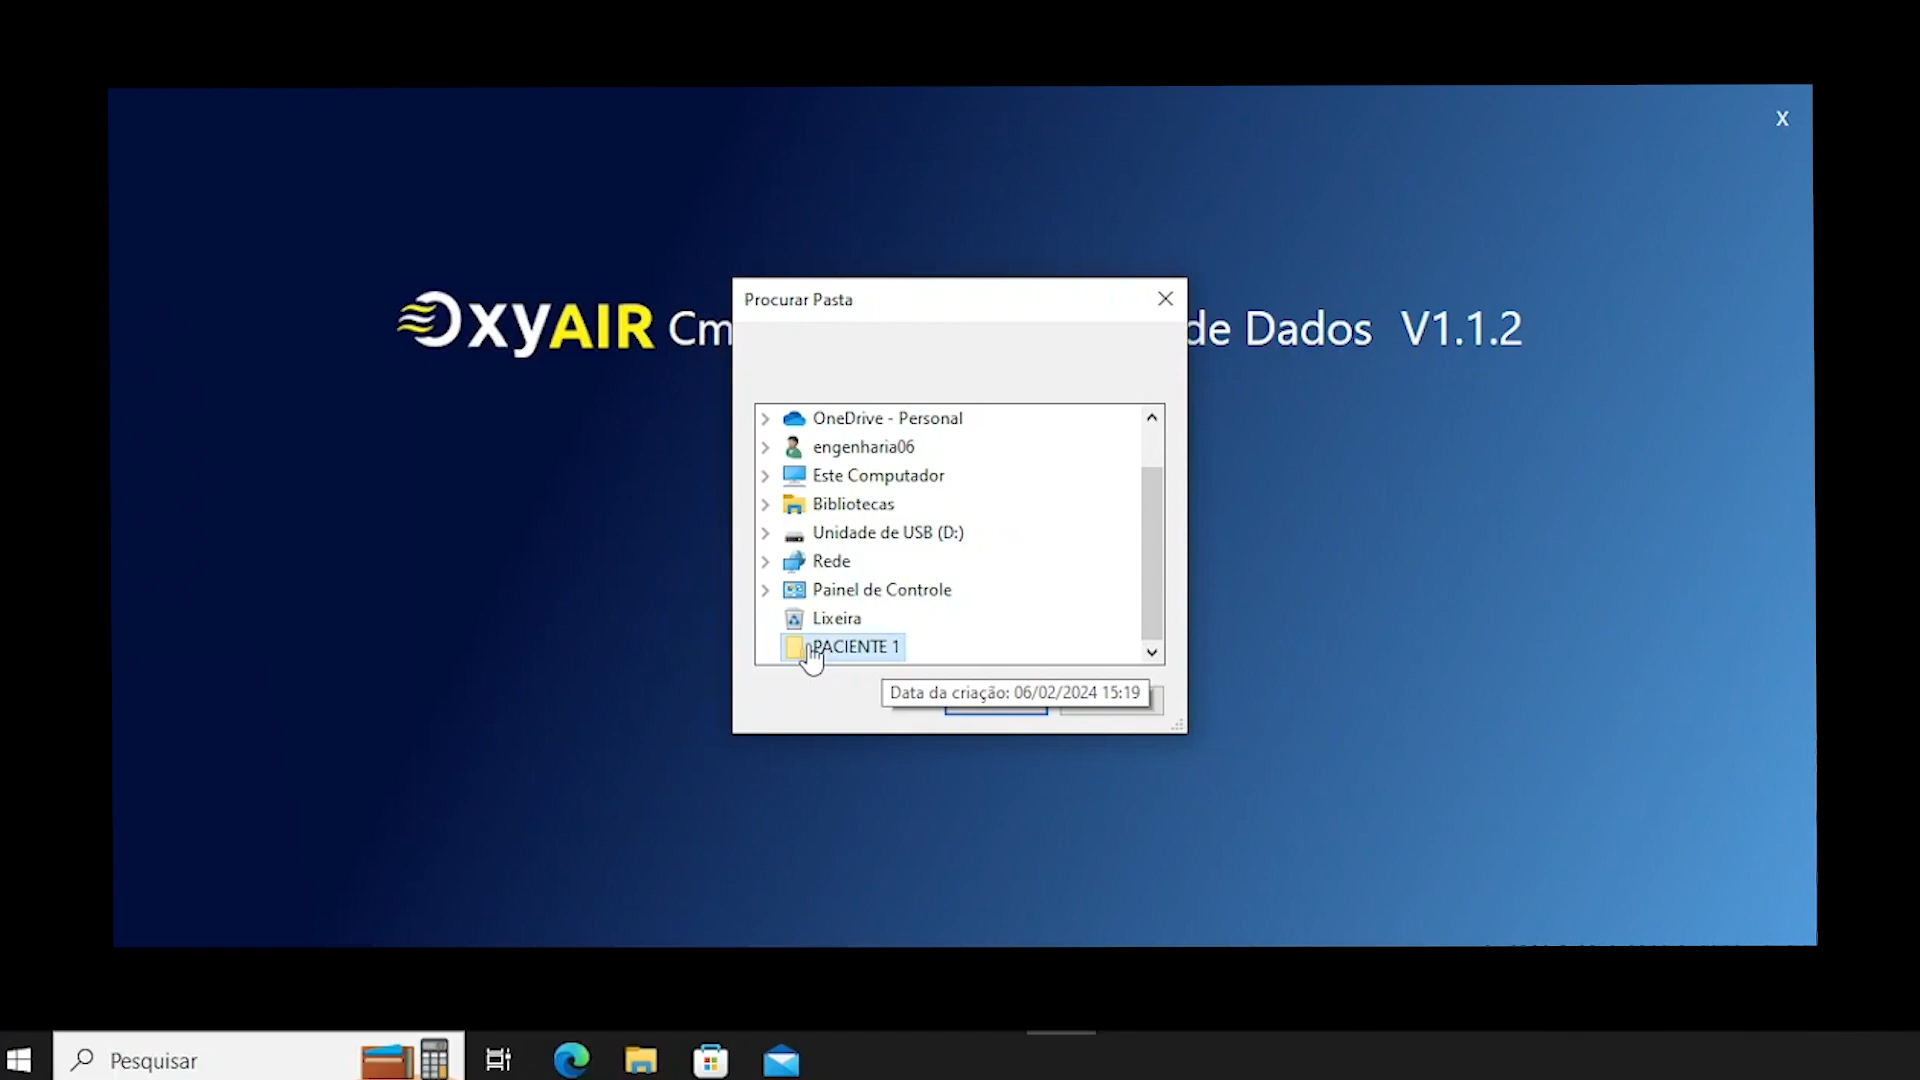 X
OxyAIR Cm de Dados V1.1.2
Procurar Pasta
OneDrive - Personal
engenharia06
Este Computador
Bibliotecas
Unidade de USB (D:)
Rede
Painel de Controle
Lixeira
PACIENTE 1
Data da criação: 06/02/2024 15:19
Pesquisar